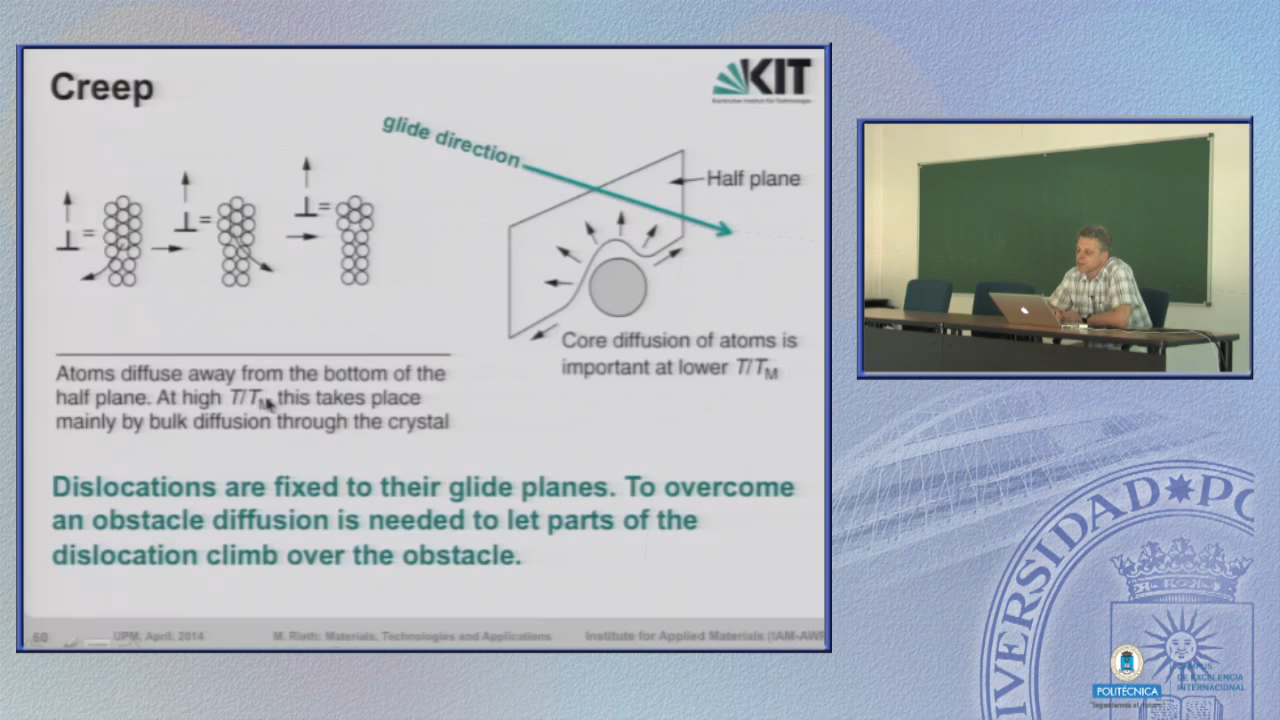 Creep
KIT
glide direction
Half plane
Core diffusion of atoms is
important at lower T/TM
Atoms diffuse away from the bottom of the
half plane. At high T/TM this takes place
mainly by bulk diffusion through the crystal
Dislocations are fixed to their glide planes. To overcome
an obstacle diffusion is needed to let parts of the
dislocation climb over the obstacle.
60
UPM, April, 2014
M. Rieth: Materials, Technologies and Applications
Institute for Applied Materials (IAM-AWP
IVERSIDAD PO
CAMPUS
DE EXCELENCIA
INTERNACIONAL
POLITÉCNICA